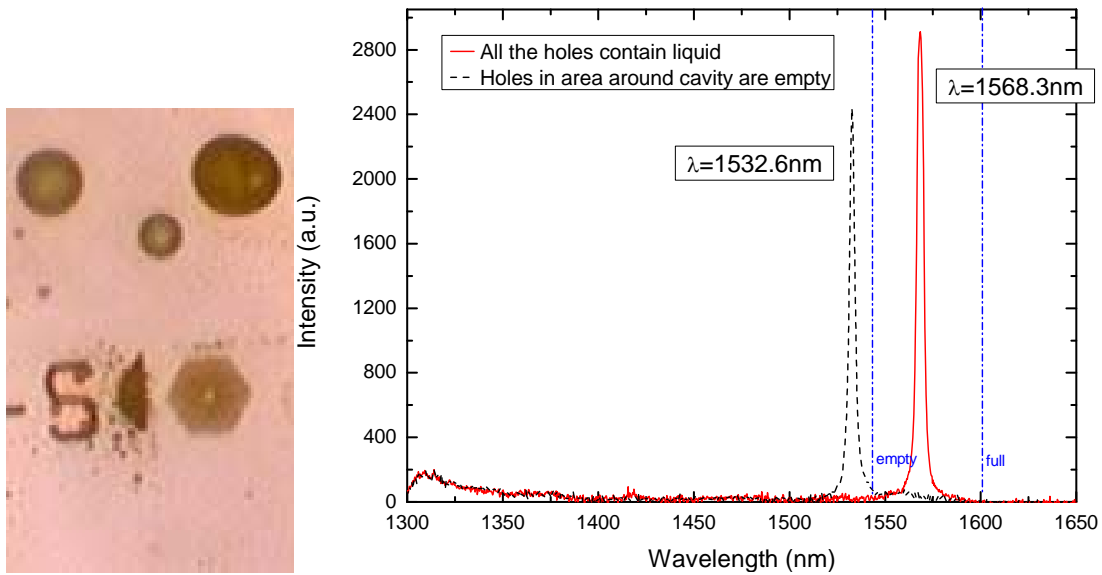 5
All the holes contain liquid
Holes in area around cavity are empty
λ=1568.3nm
λ=1532.6nm
empty
full
Intensity (a.u.)
2800
2400
2000
1600
1200
800
400
0
1300 1350 1400 1450 1500 1550 1600 1650
Wavelength (nm)